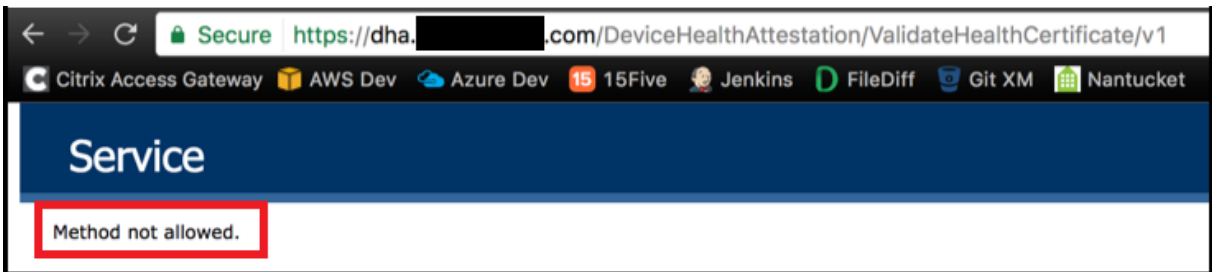 Secure https://dha. .com/DeviceHealthAttestation/ValidateHealthCertificate/v1
C Citrix Access Gateway AWS Dev Azure Dev 15 15Five Jenkins D FileDiff Git XM Nantucket
Service
Method not allowed.